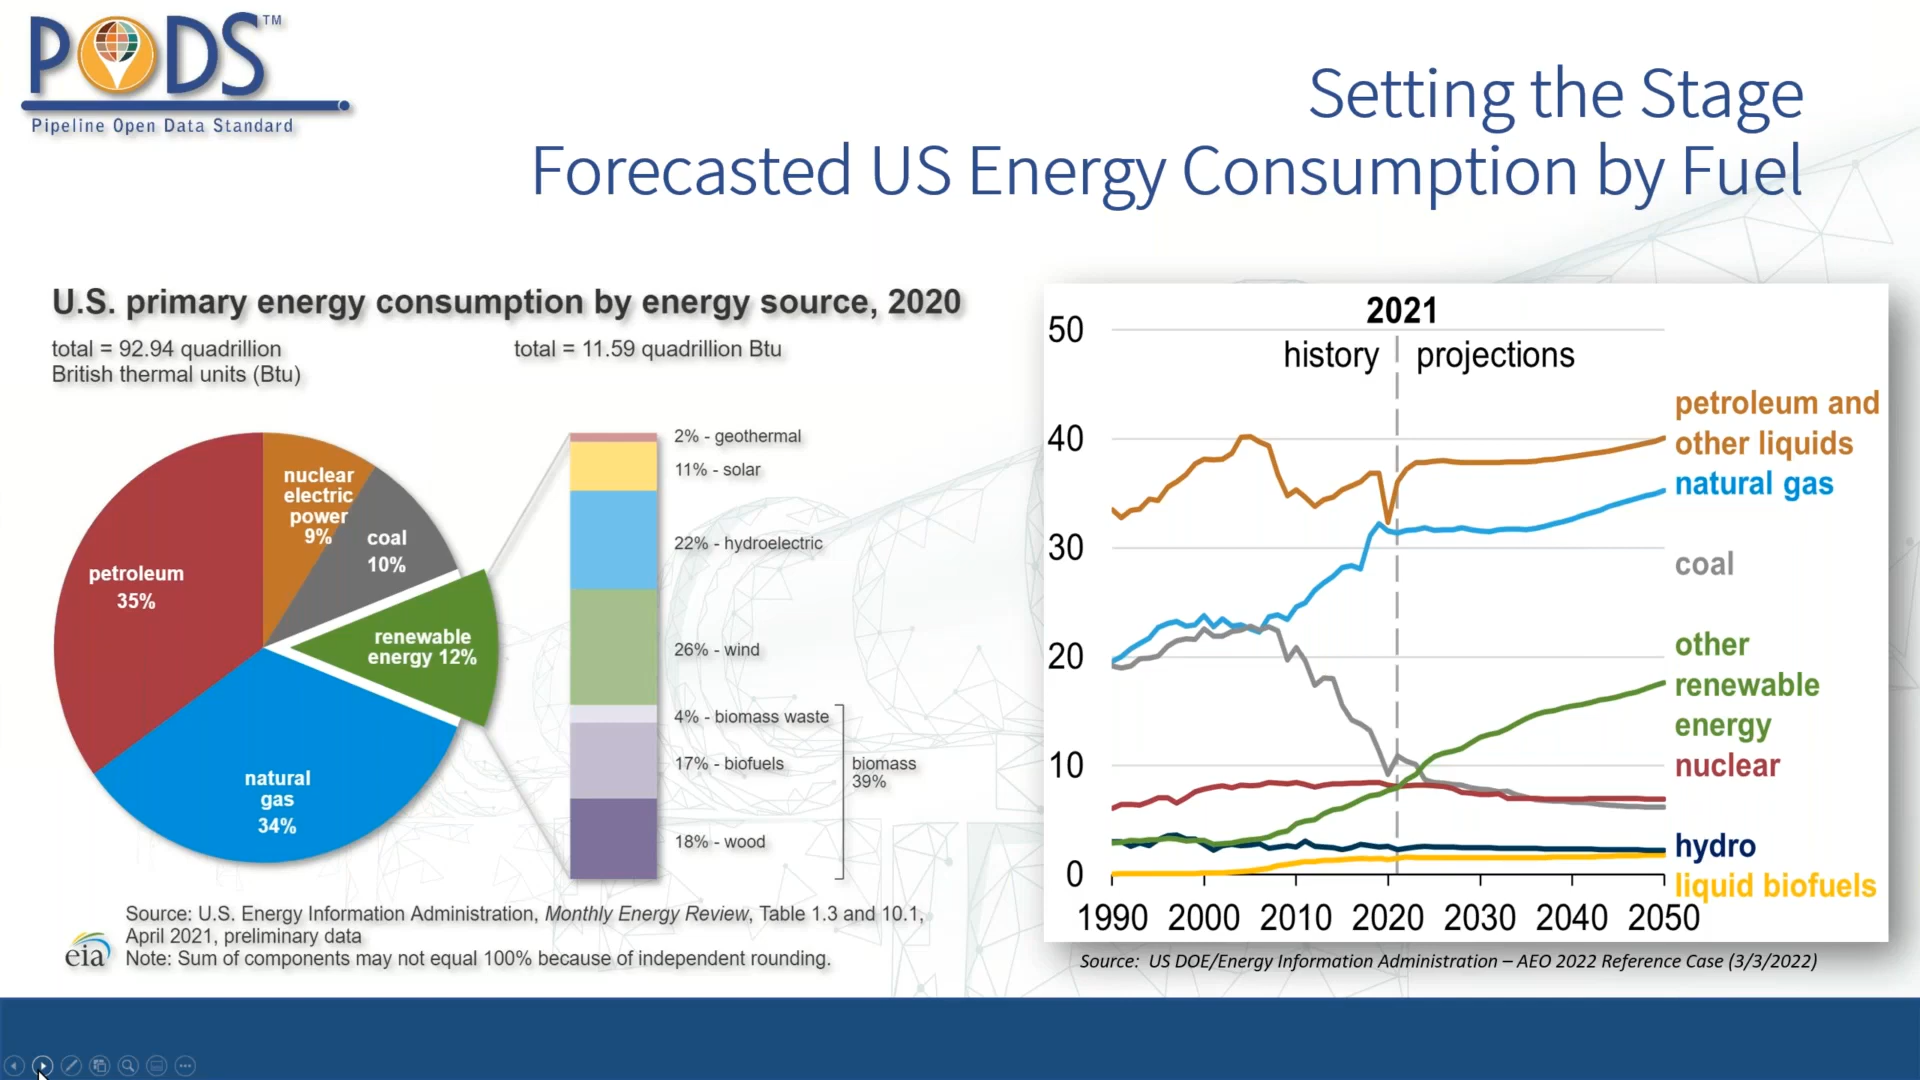 PODS™
Pipeline Open Data Standard
Setting the Stage
Forecasted US Energy Consumption by Fuel
U.S. primary energy consumption by energy source, 2020
total = 92.94 quadrillion
British thermal units (Btu)
total = 11.59 quadrillion Btu
nuclear
electric
power
9%
coal
10%
petroleum
35%
renewable
energy 12%
natural
gas
34%
2% - geothermal
11% - solar
22% - hydroelectric
26% - wind
4% - biomass waste
17% - biofuels
18% - wood
biomass
39%
eia
Source: U.S. Energy Information Administration, Monthly Energy Review, Table 1.3 and 10.1,
April 2021, preliminary data
Note: Sum of components may not equal 100% because of independent rounding.
2021
history
projections
50
40
30
20
10
0
1990 2000 2010 2020 2030 2040 2050
petroleum and
other liquids
natural gas
coal
other
renewable
energy
nuclear
hydro
liquid biofuels
Source: US DOE/Energy Information Administration – AEO 2022 Reference Case (3/3/2022)